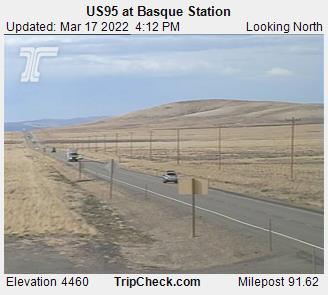 US95 at Basque Station
Updated: Mar 17 2022  4:12 PM
Looking North
Elevation 4460
TripCheck.com
Milepost 91.62